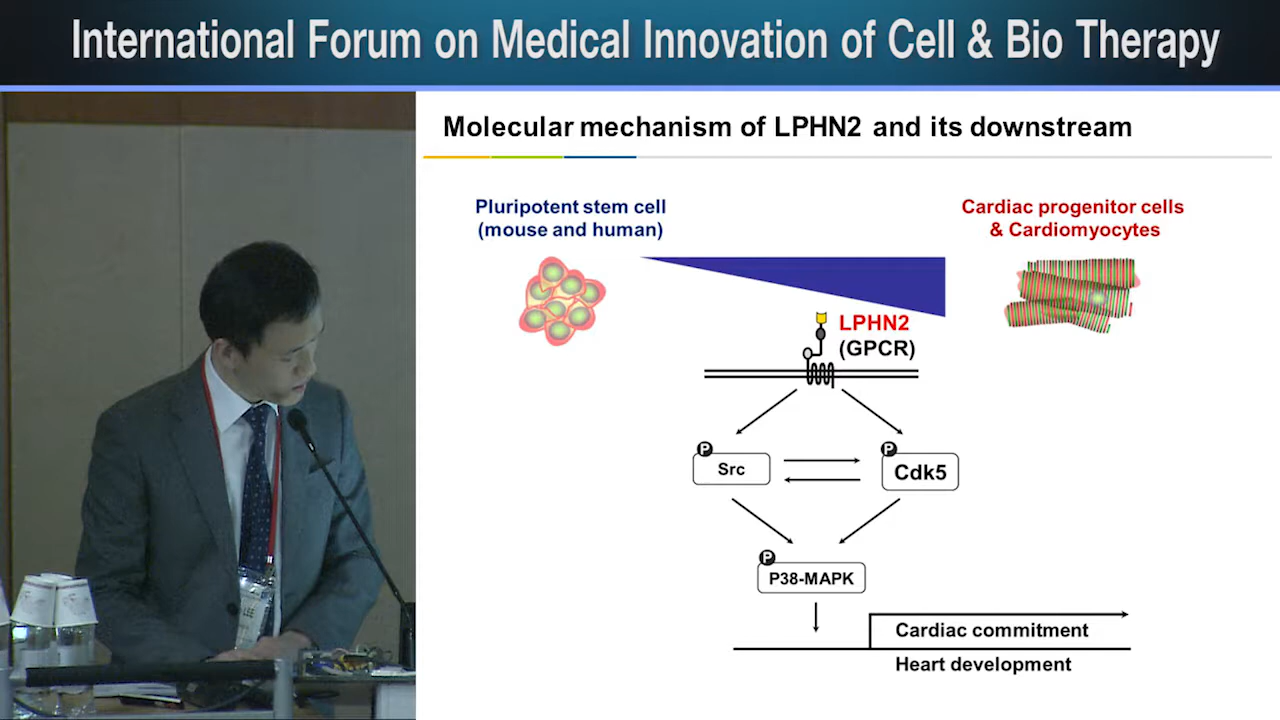 International Forum on Medical Innovation of Cell & Bio Therapy
Molecular mechanism of LPHN2 and its downstream
Pluripotent stem cell
(mouse and human)
Cardiac progenitor cells
& Cardiomyocytes
LPHN2
(GPCR)
P
Src
P
Cdk5
P
P38-MAPK
Cardiac commitment
Heart development